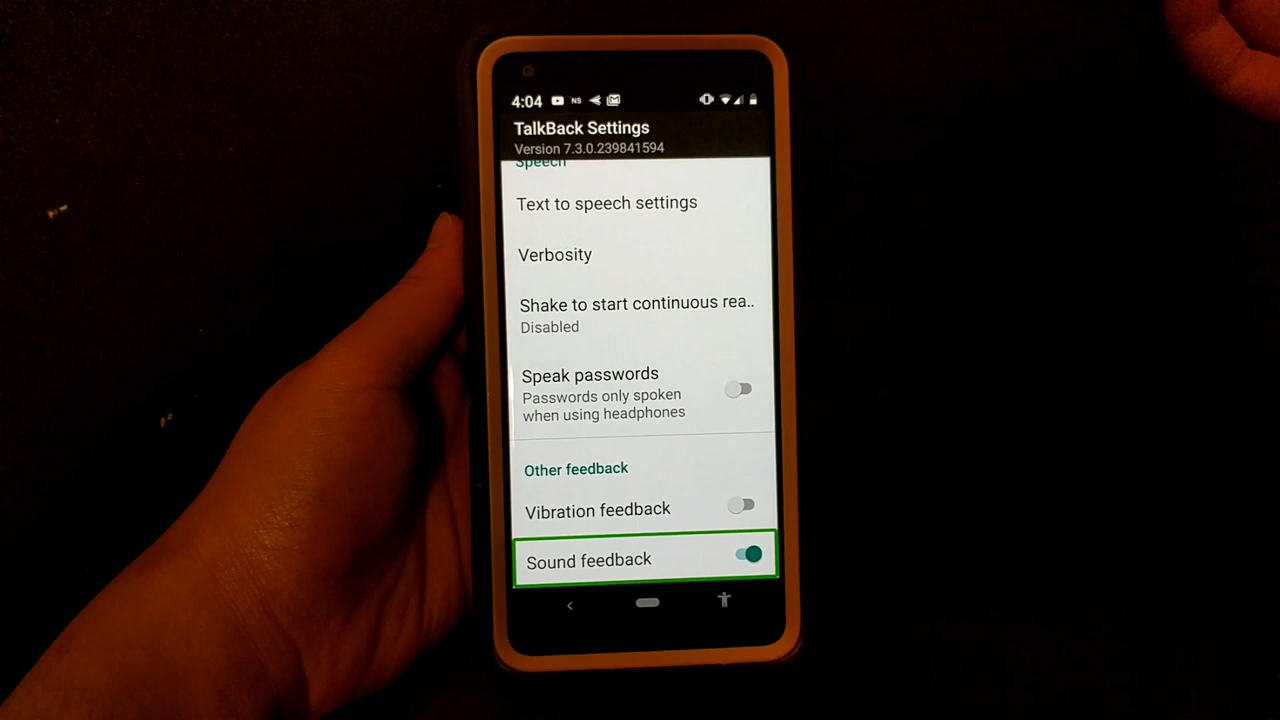 4:04 NS
TalkBack Settings
Version 7.3.0.239841594
Speech
Text to speech settings
Verbosity
Shake to start continuous rea..
Disabled
Speak passwords
Passwords only spoken
when using headphones
Other feedback
Vibration feedback
Sound feedback